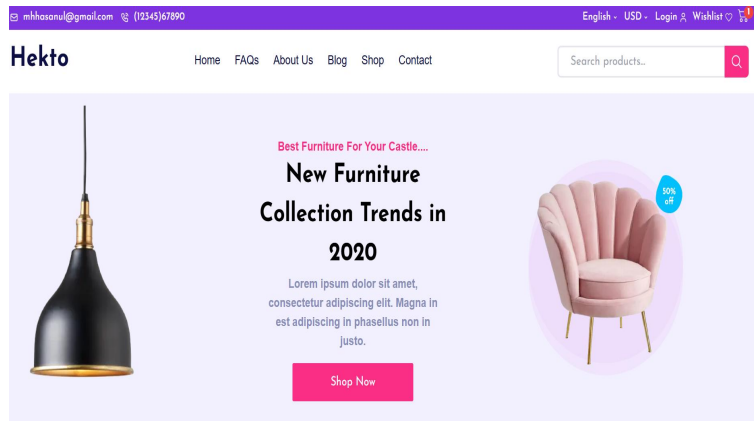 mhhasanul@gmail.com (12345)67890 English USD Login Wishlist 1
Hekto Home FAQs About Us Blog Shop Contact Search products...
Best Furniture For Your Castle....
New Furniture
Collection Trends in
2020
Lorem ipsum dolor sit amet,
consectetur adipiscing elit. Magna in
est adipiscing in phasellus non in
justo.
Shop Now
50%
off